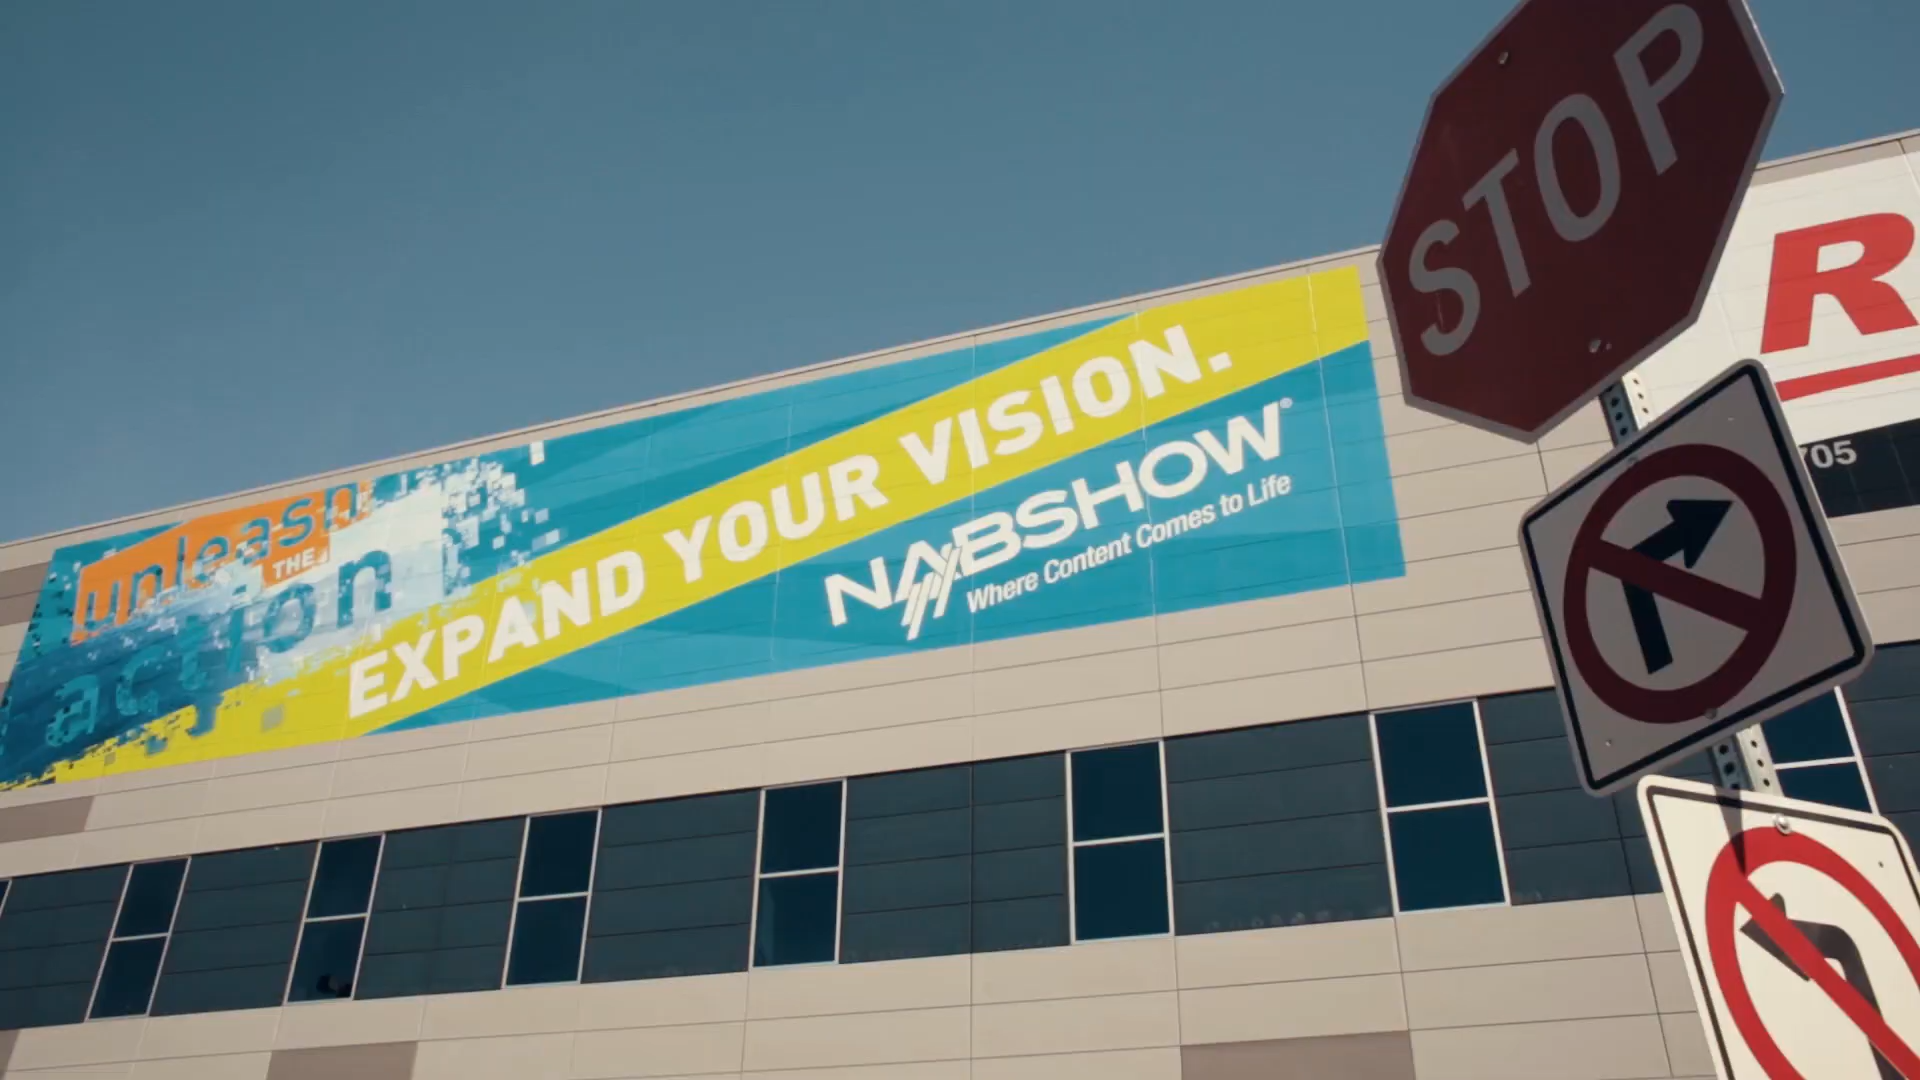 unleash
THE
action
EXPAND YOUR VISION.
NABSHOW®
Where Content Comes to Life
STOP
R
705